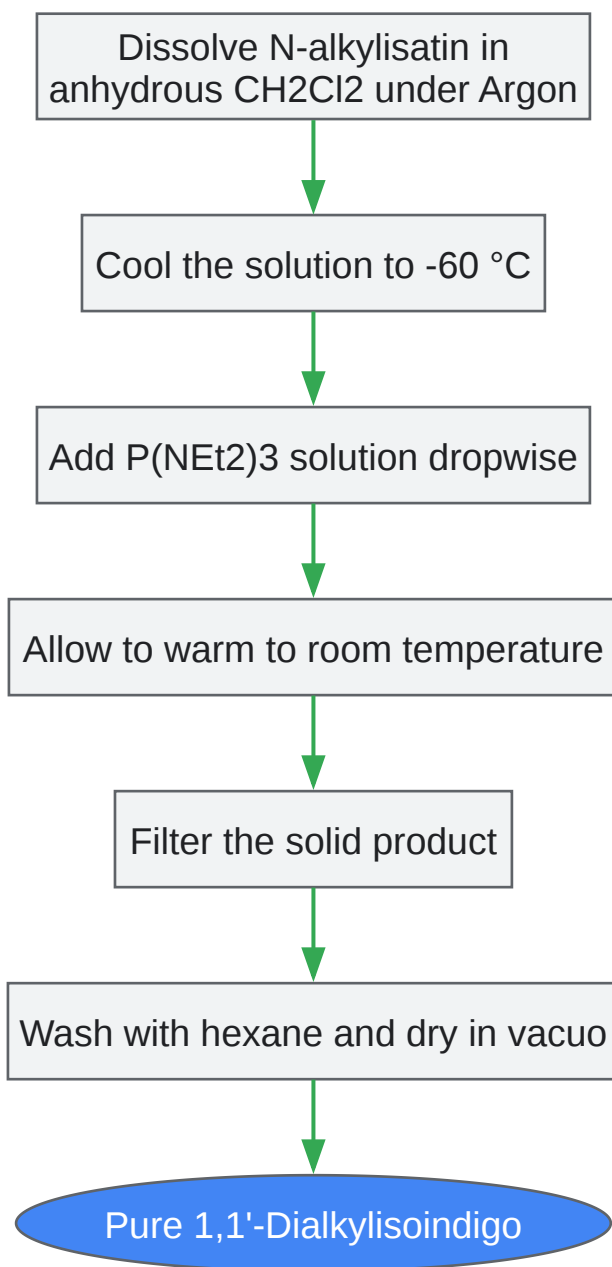 Dissolve N-alkylisatin in
anhydrous CH2Cl2 under Argon
Cool the solution to -60 °C
Add P(NEt2)3 solution dropwise
Allow to warm to room temperature
Filter the solid product
Wash with hexane and dry in vacuo
Pure 1,1'-Dialkylisoindigo